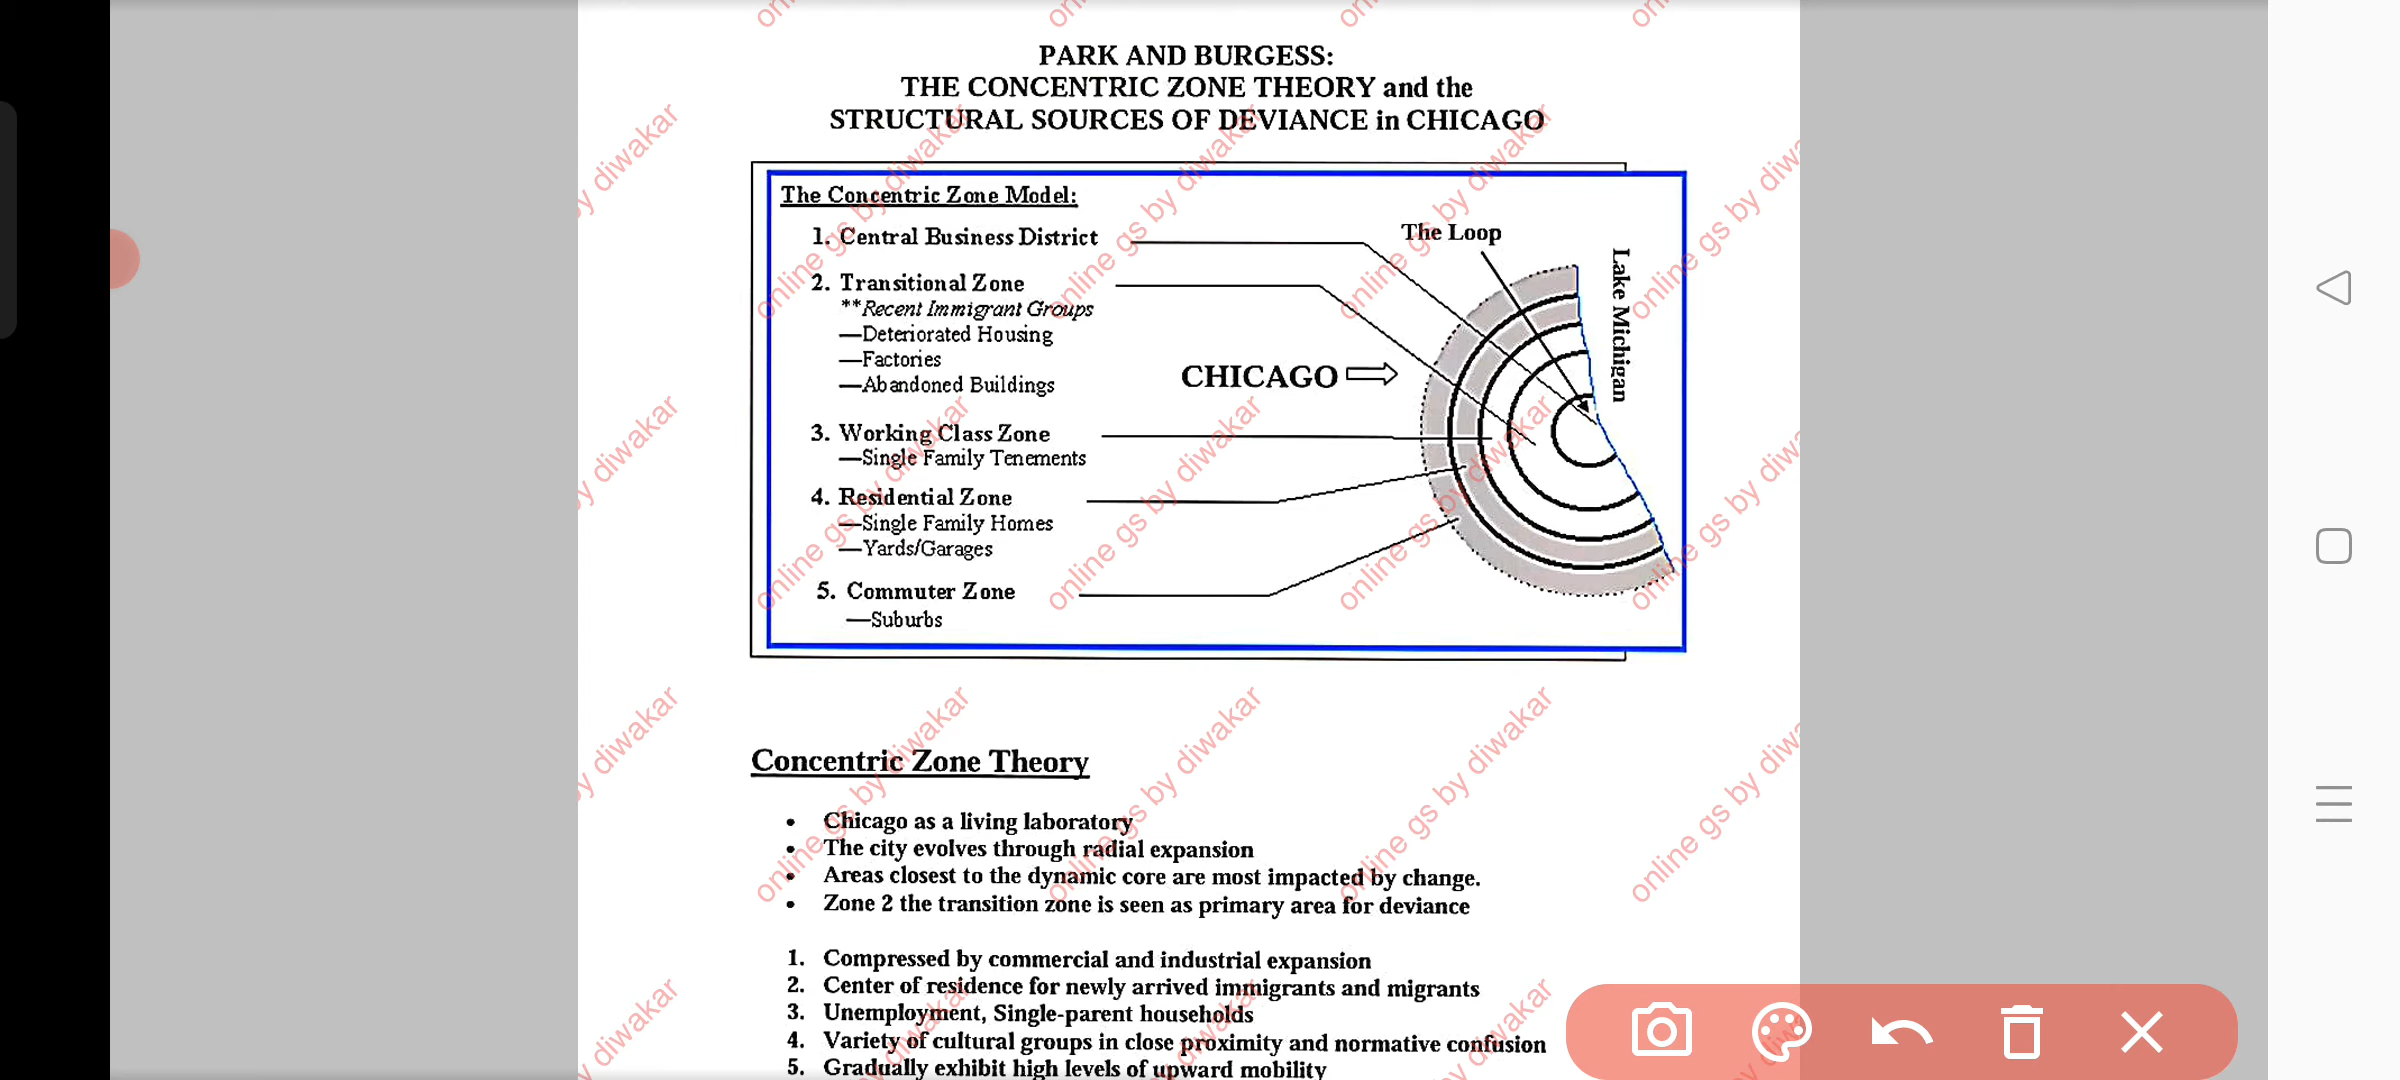 PARK AND BURGESS:
THE CONCENTRIC ZONE THEORY and the
STRUCTURAL SOURCES OF DEVIANCE in CHICAGO
The Concentric Zone Model:
1. Central Business District
2. Transitional Zone
**Recent Immigrant Groups
—Deteriorated Housing
—Factories
—Abandoned Buildings
3. Working Class Zone
—Single Family Tenements
4. Residential Zone
—Single Family Homes
—Yards/Garages
5. Commuter Zone
—Suburbs
CHICAGO
The Loop
Lake Michigan
Concentric Zone Theory
• Chicago as a living laboratory
• The city evolves through radial expansion
• Areas closest to the dynamic core are most impacted by change.
• Zone 2 the transition zone is seen as primary area for deviance
1. Compressed by commercial and industrial expansion
2. Center of residence for newly arrived immigrants and migrants
3. Unemployment, Single-parent households
4. Variety of cultural groups in close proximity and normative confusion
5. Gradually exhibit high levels of upward mobility
online gs by diwakar